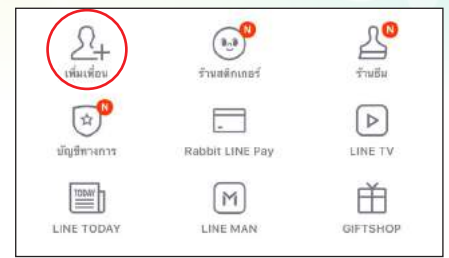 N N
เพิ่มเพื่อน ร้านสติกเกอร์ ร้านธีม
N
บัญชีทางการ Rabbit LINE Pay LINE TV
TODAY M
LINE TODAY LINE MAN GIFTSHOP